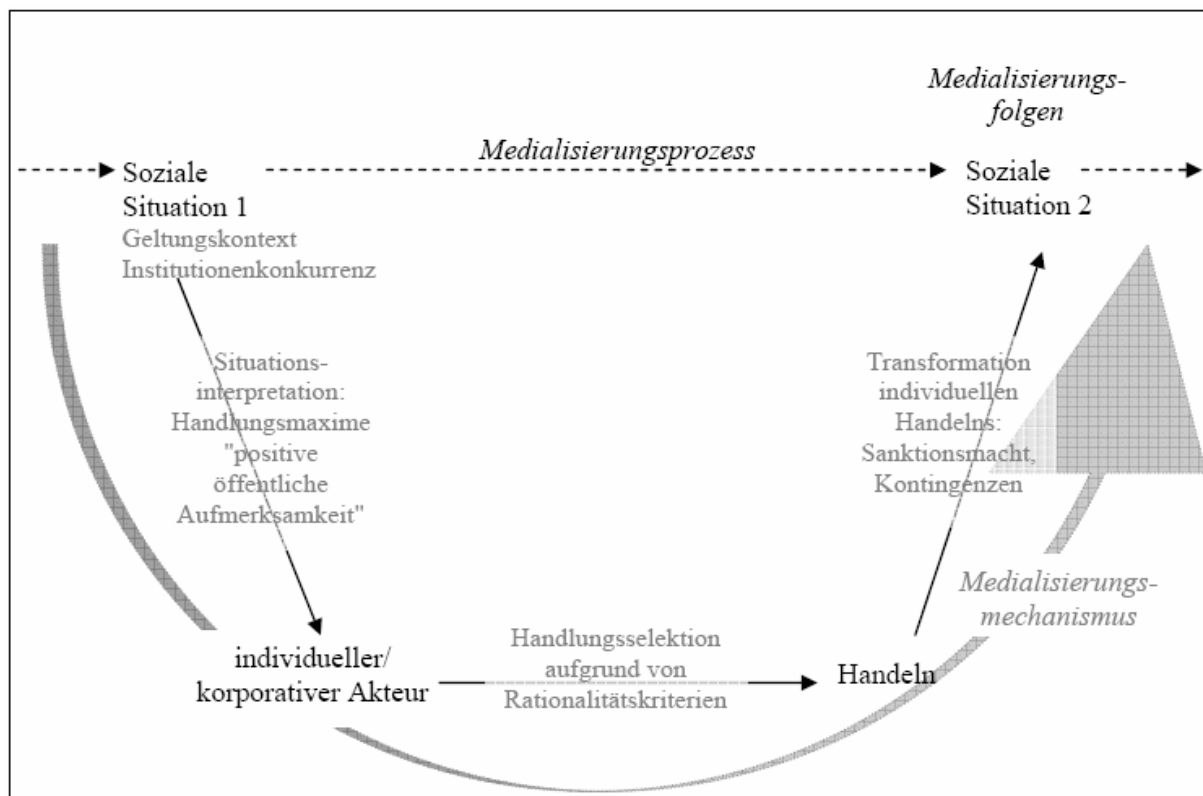 Medialisierungs-
folgen
Medialisierungsprozess
Soziale
Situation 1
Geltungskontext
Institutionenkonkurrenz
Soziale
Situation 2
Situations-
interpretation:
Handlungsmaxime
"positive
öffentliche
Aufmerksamkeit"
Transformation
individuellen
Handelns:
Sanktionsmacht,
Kontingenzen
Medialisierungs-
mechanismus
individueller/
korporativer Akteur
Handlungsselektion
aufgrund von
Rationalitätskriterien
Handeln